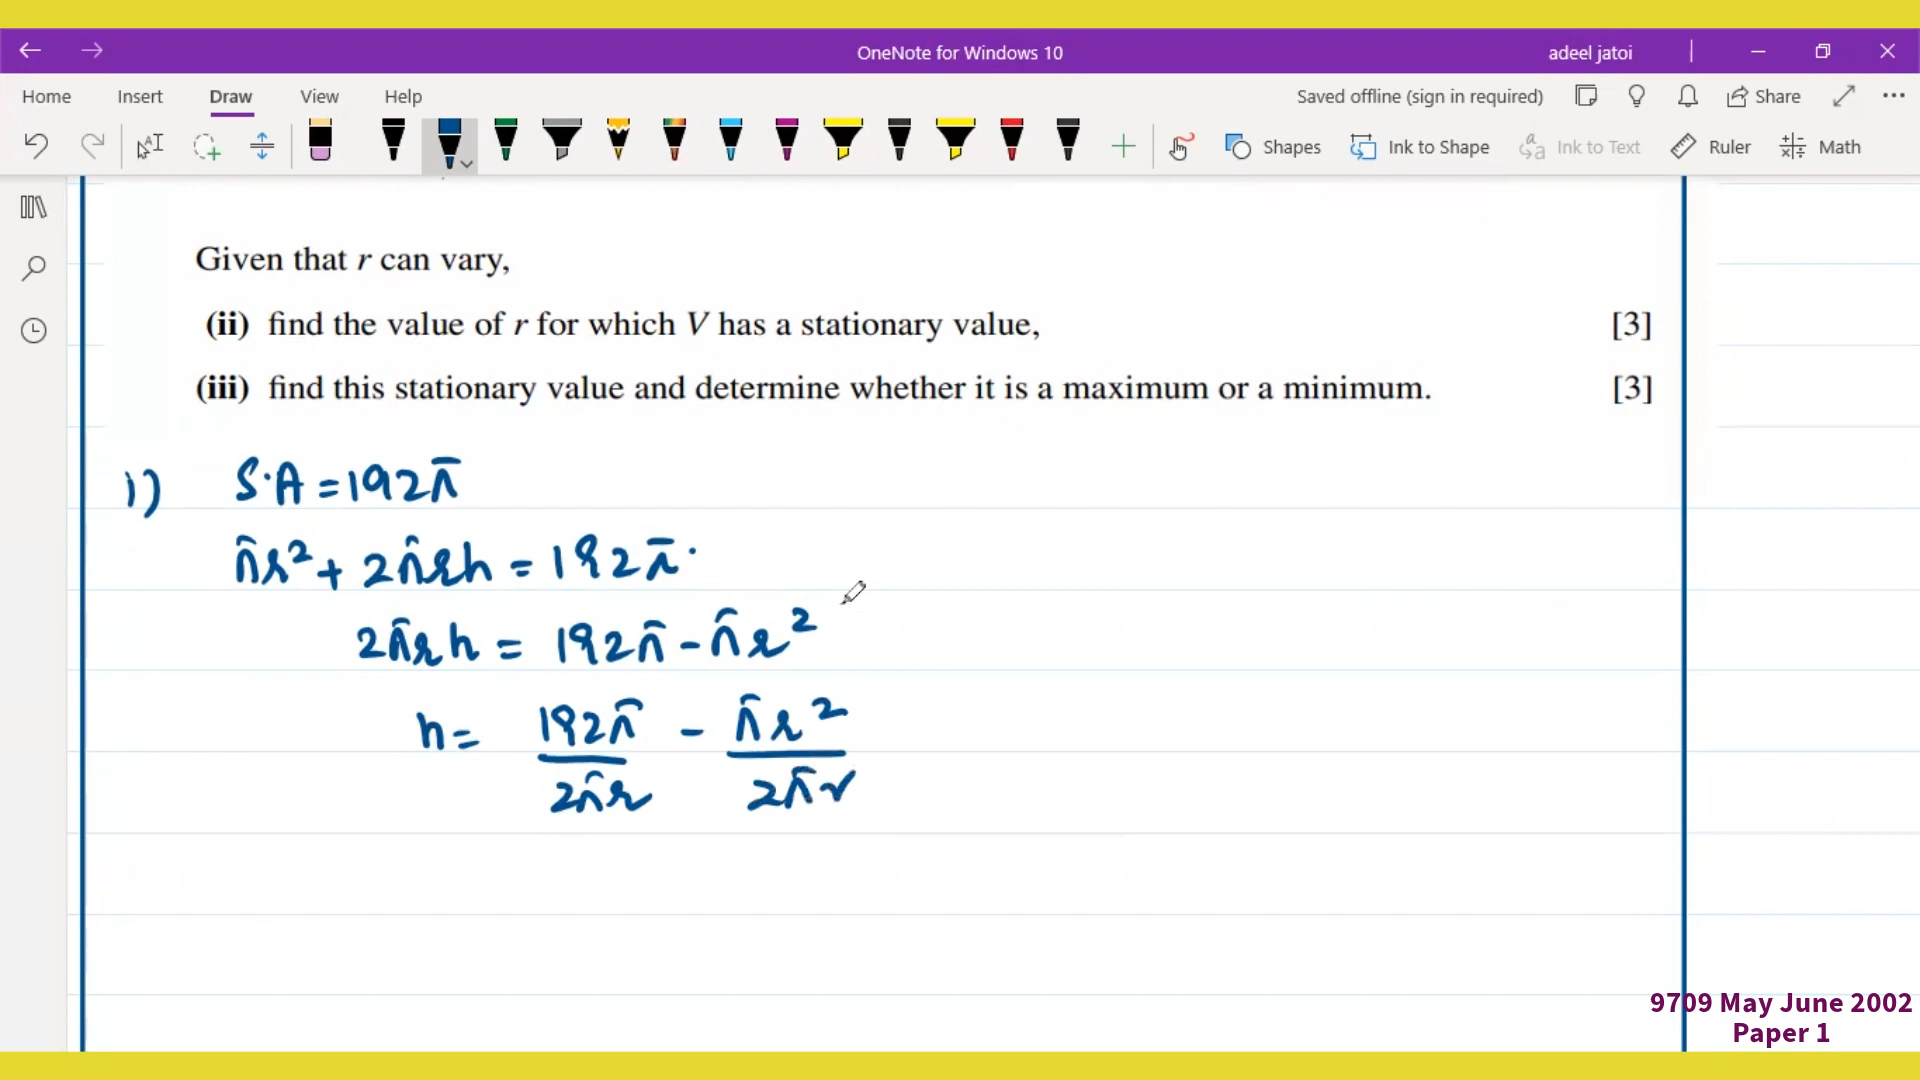 OneNote for Windows 10
adeel jatoi
Home Insert Draw View Help
Saved offline (sign in required)
Share
Shapes
Ink to Shape
Ink to Text
Ruler
Math
Given that r can vary,
(ii) find the value of r for which V has a stationary value, [3]
(iii) find this stationary value and determine whether it is a maximum or a minimum. [3]
1) S.A = 192π
πr² + 2πrh = 192π
2πrh = 192π - πr²
h = 192π/2πr - πr²/2πr
9709 May June 2002
Paper 1